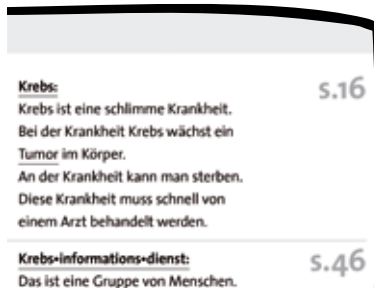 Krebs: s.16
Krebs ist eine schlimme Krankheit.
Bei der Krankheit Krebs wächst ein
Tumor im Körper.
An der Krankheit kann man sterben.
Diese Krankheit muss schnell von
einem Arzt behandelt werden.
Krebs•informations•dienst: s.46
Das ist eine Gruppe von Menschen.